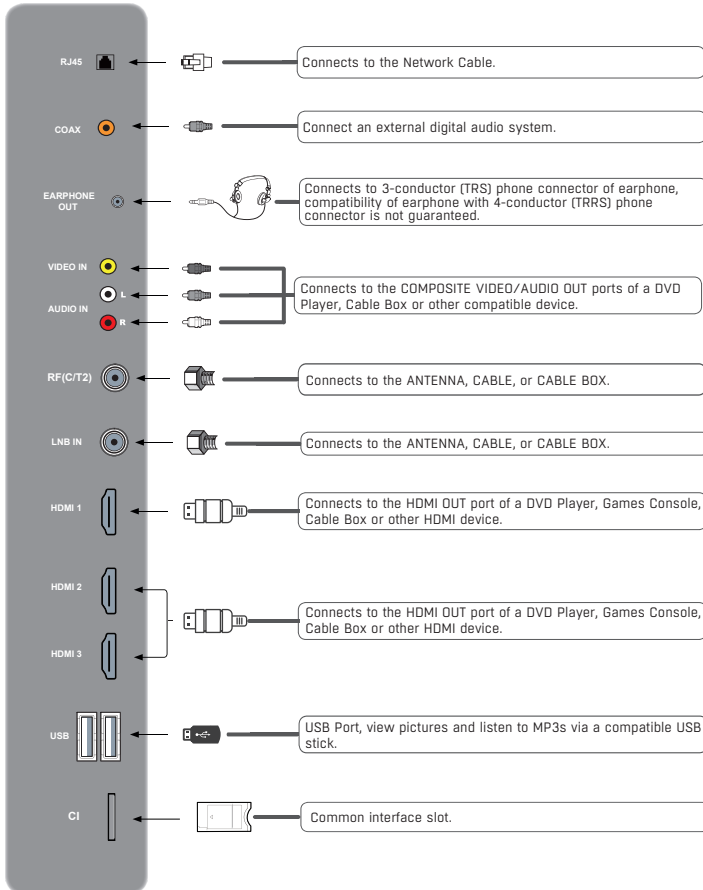 RJ45
Connects to the Network Cable.
COAX
Connect an external digital audio system.
EARPHONE
OUT
Connects to 3-conductor (TRS) phone connector of earphone,
compatibility of earphone with 4-conductor (TRRS) phone
connector is not guaranteed.
VIDEO IN
L
AUDIO IN
R
Connects to the COMPOSITE VIDEO/AUDIO OUT ports of a DVD
Player, Cable Box or other compatible device.
RF(C/T2)
Connects to the ANTENNA, CABLE, or CABLE BOX.
LNB IN
Connects to the ANTENNA, CABLE, or CABLE BOX.
HDMI 1
Connects to the HDMI OUT port of a DVD Player, Games Console,
Cable Box or other HDMI device.
HDMI 2
HDMI 3
Connects to the HDMI OUT port of a DVD Player, Games Console,
Cable Box or other HDMI device.
USB
USB Port, view pictures and listen to MP3s via a compatible USB
stick.
CI
Common interface slot.